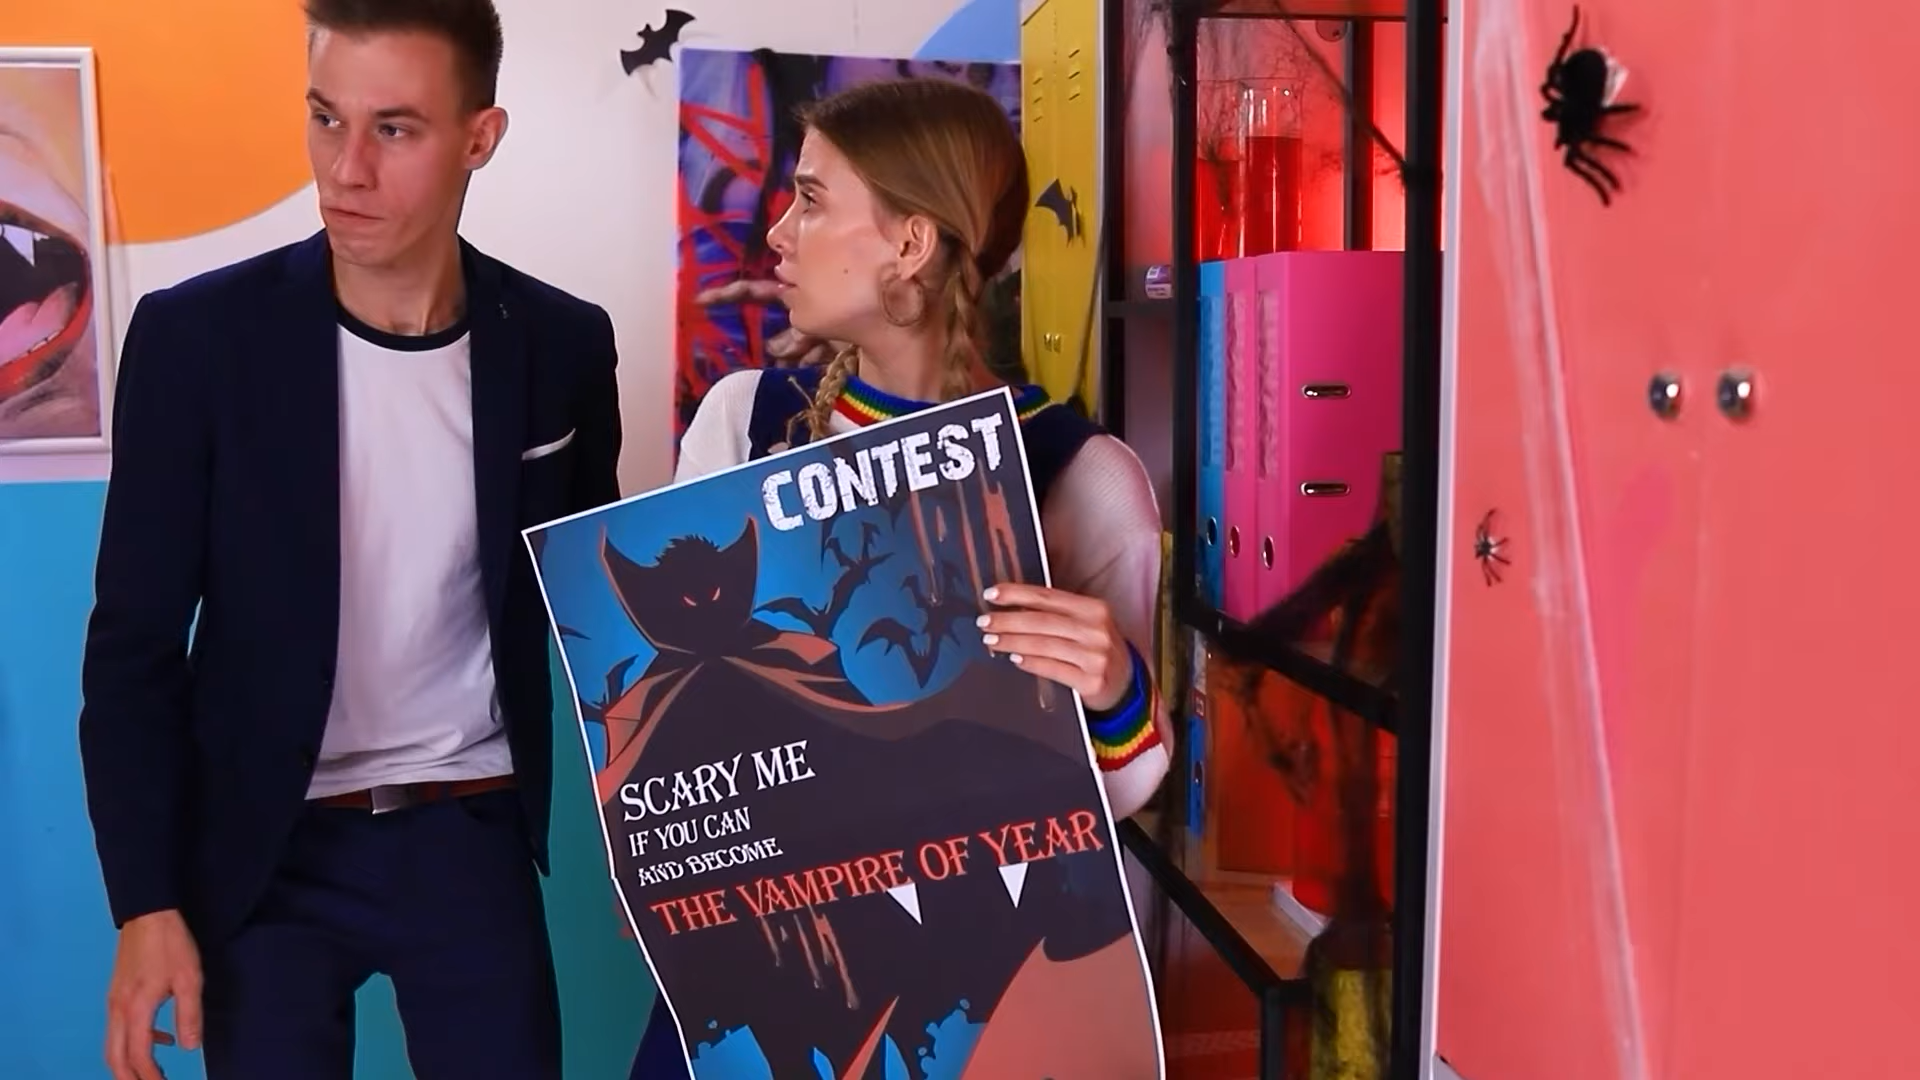 CONTEST
SCARY ME
IF YOU CAN
AND BECOME
THE VAMPIRE OF YEAR